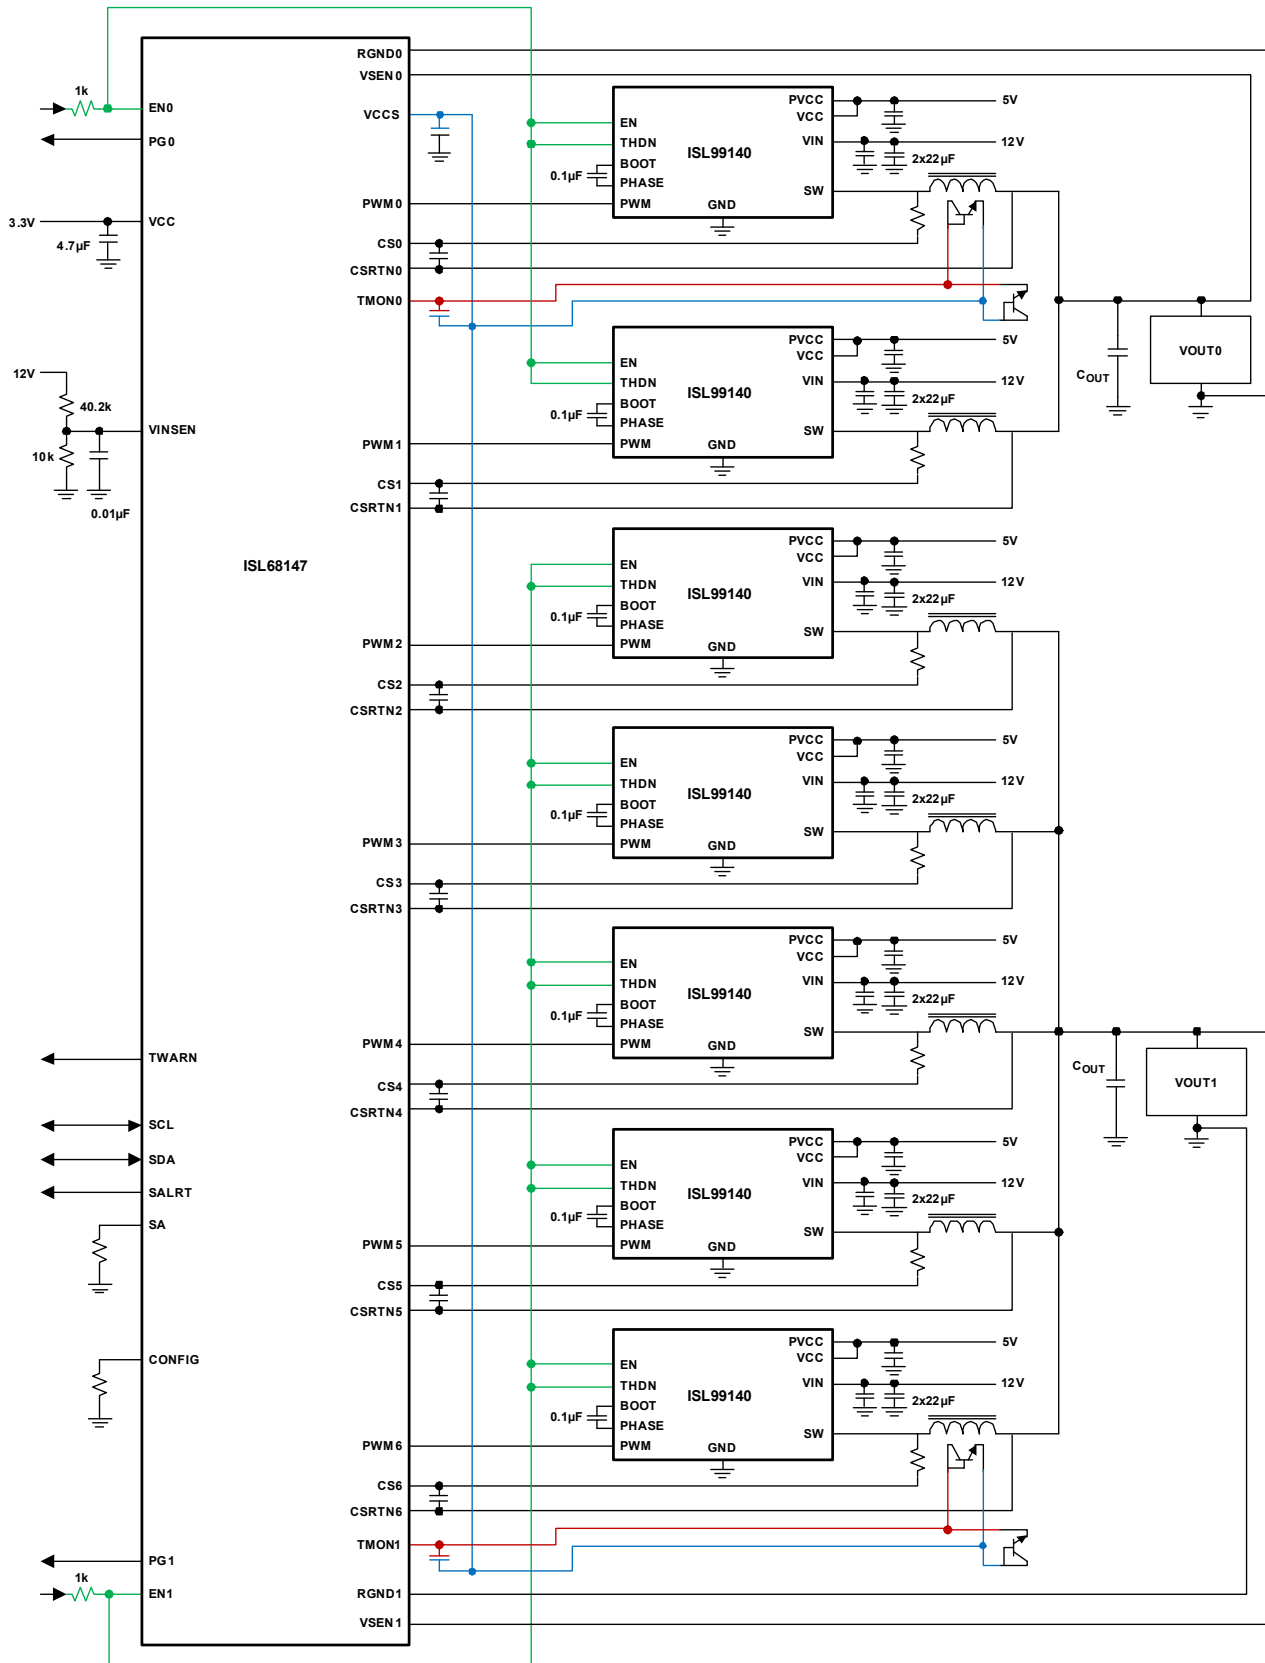 RGND0
VSEN0
1k
EN0
VCCS
PG0
3.3V
VCC
4.7µF
PWM0
CS0
CSRTN0
TMON0
12V
40.2k
VINSEN
10k
0.01µF
PWM1
CS1
CSRTN1
ISL68147
PWM2
CS2
CSRTN2
PWM3
CS3
CSRTN3
TWARN
PWM4
CS4
CSRTN4
SCL
SDA
SALRT
SA
PWM5
CS5
CSRTN5
CONFIG
PWM6
CS6
CSRTN6
TMON1
PG1
1k
EN1
RGND1
VSEN1
PVCC
5V
VCC
EN
THDN
VIN
12V
ISL99140
2x22µF
BOOT
0.1µF
PHASE
SW
PWM
GND
PVCC
5V
VCC
EN
THDN
VIN
12V
ISL99140
2x22µF
BOOT
0.1µF
PHASE
SW
PWM
GND
COUT
VOUT0
PVCC
5V
VCC
EN
THDN
VIN
12V
ISL99140
2x22µF
BOOT
0.1µF
PHASE
SW
PWM
GND
PVCC
5V
VCC
EN
THDN
VIN
12V
ISL99140
2x22µF
BOOT
0.1µF
PHASE
SW
PWM
GND
PVCC
5V
VCC
EN
THDN
VIN
12V
ISL99140
2x22µF
BOOT
0.1µF
PHASE
SW
PWM
GND
COUT
VOUT1
PVCC
5V
VCC
EN
THDN
VIN
12V
ISL99140
2x22µF
BOOT
0.1µF
PHASE
SW
PWM
GND
PVCC
5V
VCC
EN
THDN
VIN
12V
ISL99140
2x22µF
BOOT
0.1µF
PHASE
SW
PWM
GND